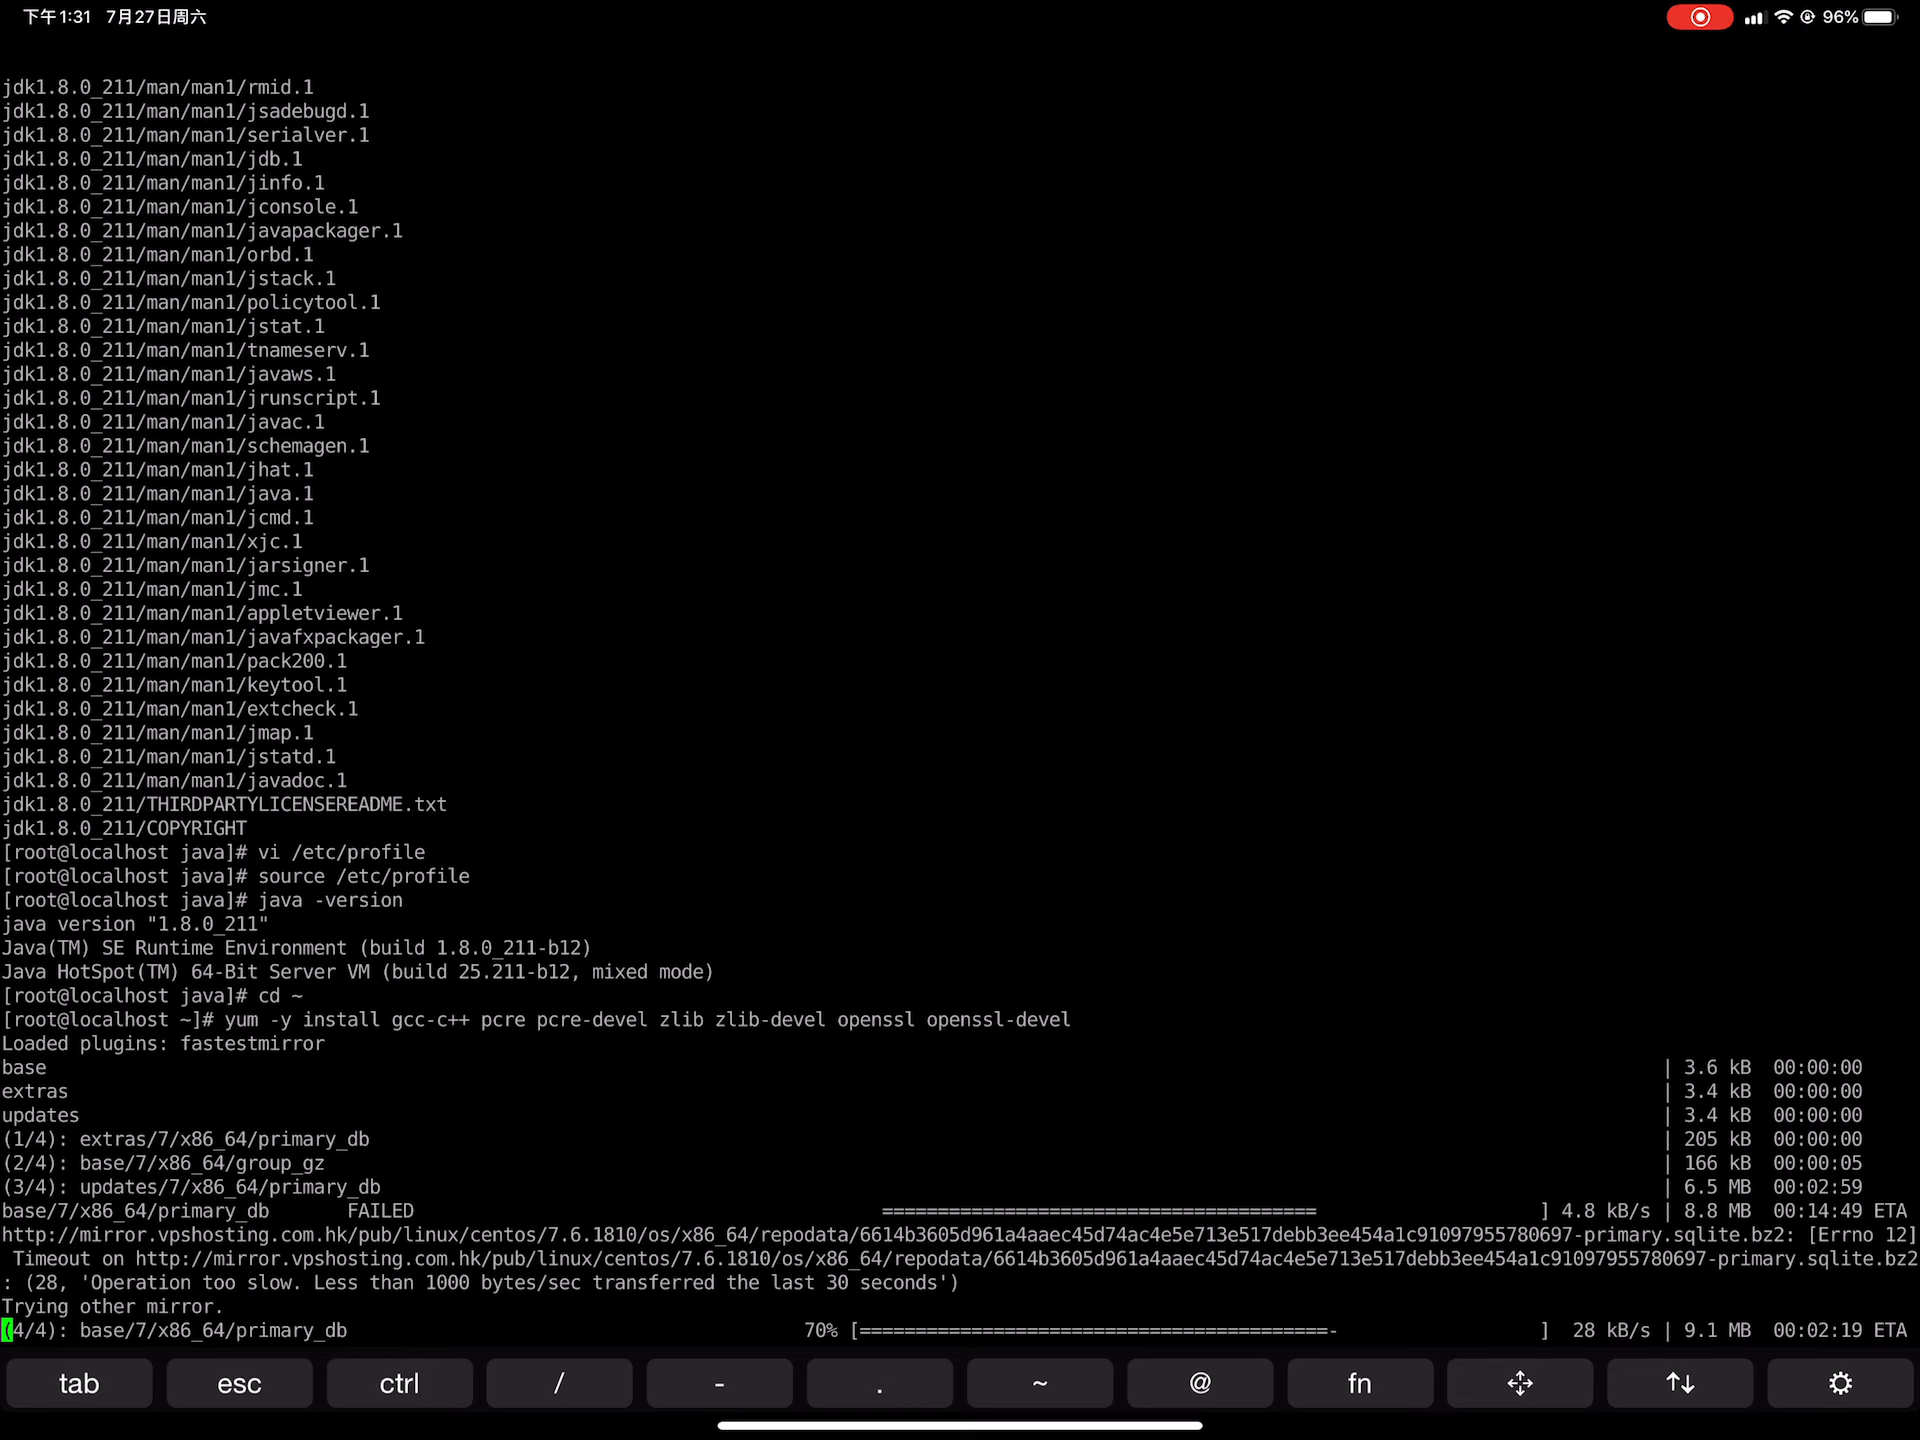 下午1:31 7月27日周六 96%
jdk1.8.0_211/man/man1/rmid.1
jdk1.8.0_211/man/man1/jsadebugd.1
jdk1.8.0_211/man/man1/serialver.1
jdk1.8.0_211/man/man1/jdb.1
jdk1.8.0_211/man/man1/jinfo.1
jdk1.8.0_211/man/man1/jconsole.1
jdk1.8.0_211/man/man1/javapackager.1
jdk1.8.0_211/man/man1/orbd.1
jdk1.8.0_211/man/man1/jstack.1
jdk1.8.0_211/man/man1/policytool.1
jdk1.8.0_211/man/man1/jstat.1
jdk1.8.0_211/man/man1/tnameserv.1
jdk1.8.0_211/man/man1/javaws.1
jdk1.8.0_211/man/man1/jrunscript.1
jdk1.8.0_211/man/man1/javac.1
jdk1.8.0_211/man/man1/schemagen.1
jdk1.8.0_211/man/man1/jhat.1
jdk1.8.0_211/man/man1/java.1
jdk1.8.0_211/man/man1/jcmd.1
jdk1.8.0_211/man/man1/xjc.1
jdk1.8.0_211/man/man1/jarsigner.1
jdk1.8.0_211/man/man1/jmc.1
jdk1.8.0_211/man/man1/appletviewer.1
jdk1.8.0_211/man/man1/javafxpackager.1
jdk1.8.0_211/man/man1/pack200.1
jdk1.8.0_211/man/man1/keytool.1
jdk1.8.0_211/man/man1/extcheck.1
jdk1.8.0_211/man/man1/jmap.1
jdk1.8.0_211/man/man1/jstatd.1
jdk1.8.0_211/man/man1/javadoc.1
jdk1.8.0_211/THIRDPARTYLICENSEREADME.txt
jdk1.8.0_211/COPYRIGHT
[root@localhost java]# vi /etc/profile
[root@localhost java]# source /etc/profile
[root@localhost java]# java -version
java version "1.8.0_211"
Java(TM) SE Runtime Environment (build 1.8.0_211-b12)
Java HotSpot(TM) 64-Bit Server VM (build 25.211-b12, mixed mode)
[root@localhost java]# cd ~
[root@localhost ~]# yum -y install gcc-c++ pcre pcre-devel zlib zlib-devel openssl openssl-devel
Loaded plugins: fastestmirror
base | 3.6 kB 00:00:00
extras | 3.4 kB 00:00:00
updates | 3.4 kB 00:00:00
(1/4): extras/7/x86_64/primary_db | 205 kB 00:00:00
(2/4): base/7/x86_64/group_gz | 166 kB 00:00:05
(3/4): updates/7/x86_64/primary_db | 6.5 MB 00:02:59
base/7/x86_64/primary_db FAILED ======================================= ] 4.8 kB/s | 8.8 MB 00:14:49 ETA
http://mirror.vpshosting.com.hk/pub/linux/centos/7.6.1810/os/x86_64/repodata/6614b3605d961a4aaec45d74ac4e5e713e517debb3ee454a1c91097955780697-primary.sqlite.bz2: [Errno 12]
Timeout on http://mirror.vpshosting.com.hk/pub/linux/centos/7.6.1810/os/x86_64/repodata/6614b3605d961a4aaec45d74ac4e5e713e517debb3ee454a1c91097955780697-primary.sqlite.bz2
: (28, 'Operation too slow. Less than 1000 bytes/sec transferred the last 30 seconds')
Trying other mirror.
(4/4): base/7/x86_64/primary_db 70% [==========================================- ] 28 kB/s | 9.1 MB 00:02:19 ETA
tab esc ctrl / - . ~ @ fn